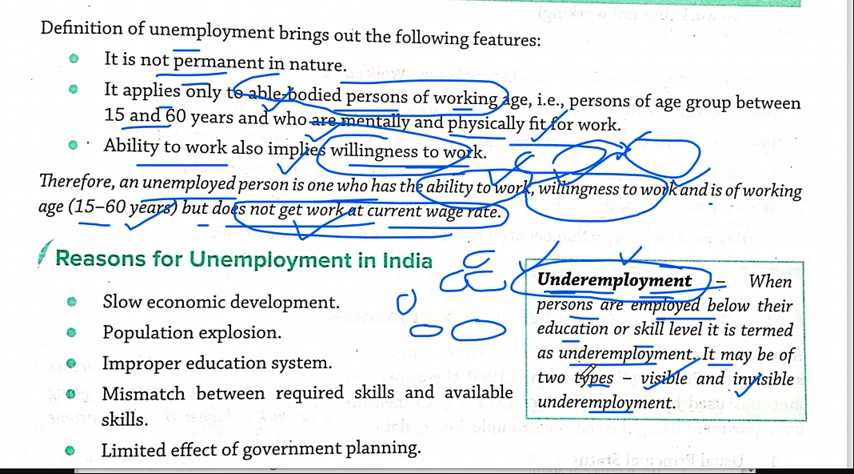 Definition of unemployment brings out the following features:
• It is not permanent in nature.
• It applies only to able-bodied persons of working age, i.e., persons of age group between
15 and 60 years and who are mentally and physically fit for work.
• Ability to work also implies willingness to work.
Therefore, an unemployed person is one who has the ability to work, willingness to work and is of working
age (15–60 years) but does not get work at current wage rate.
Reasons for Unemployment in India
• Slow economic development.
• Population explosion.
• Improper education system.
• Mismatch between required skills and available
skills.
• Limited effect of government planning.
Underemployment – When
persons are employed below their
education or skill level it is termed
as underemployment. It may be of
two types – visible and invisible
underemployment.